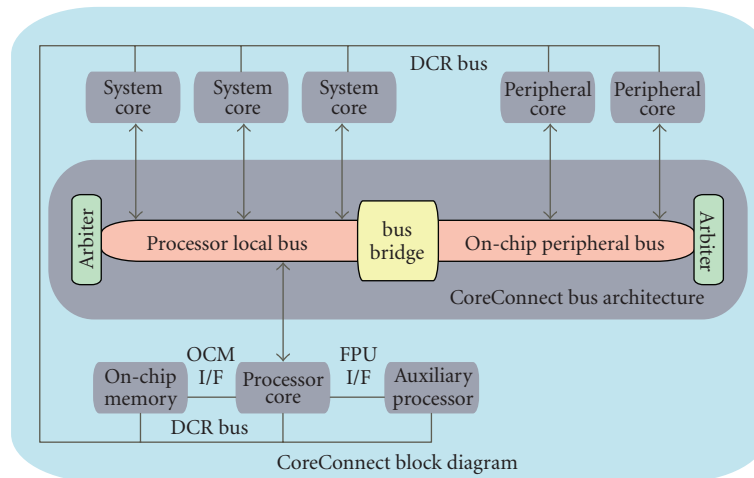 DCR bus
System
core
System
core
System
core
Peripheral
core
Peripheral
core
Arbiter
Processor local bus
bus
bridge
On-chip peripheral bus
Arbiter
CoreConnect bus architecture
OCM
I/F
FPU
I/F
On-chip
memory
Processor
core
Auxiliary
processor
DCR bus
CoreConnect block diagram